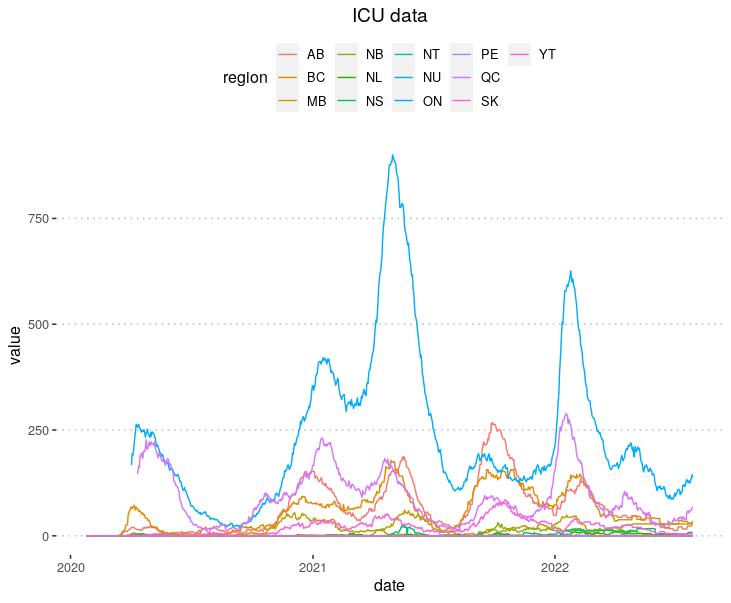 ICU data
AB NB NT PE YT
region BC NL NU QC
MB NS ON SK
750
500
250
0
value
2020 2021 2022
date